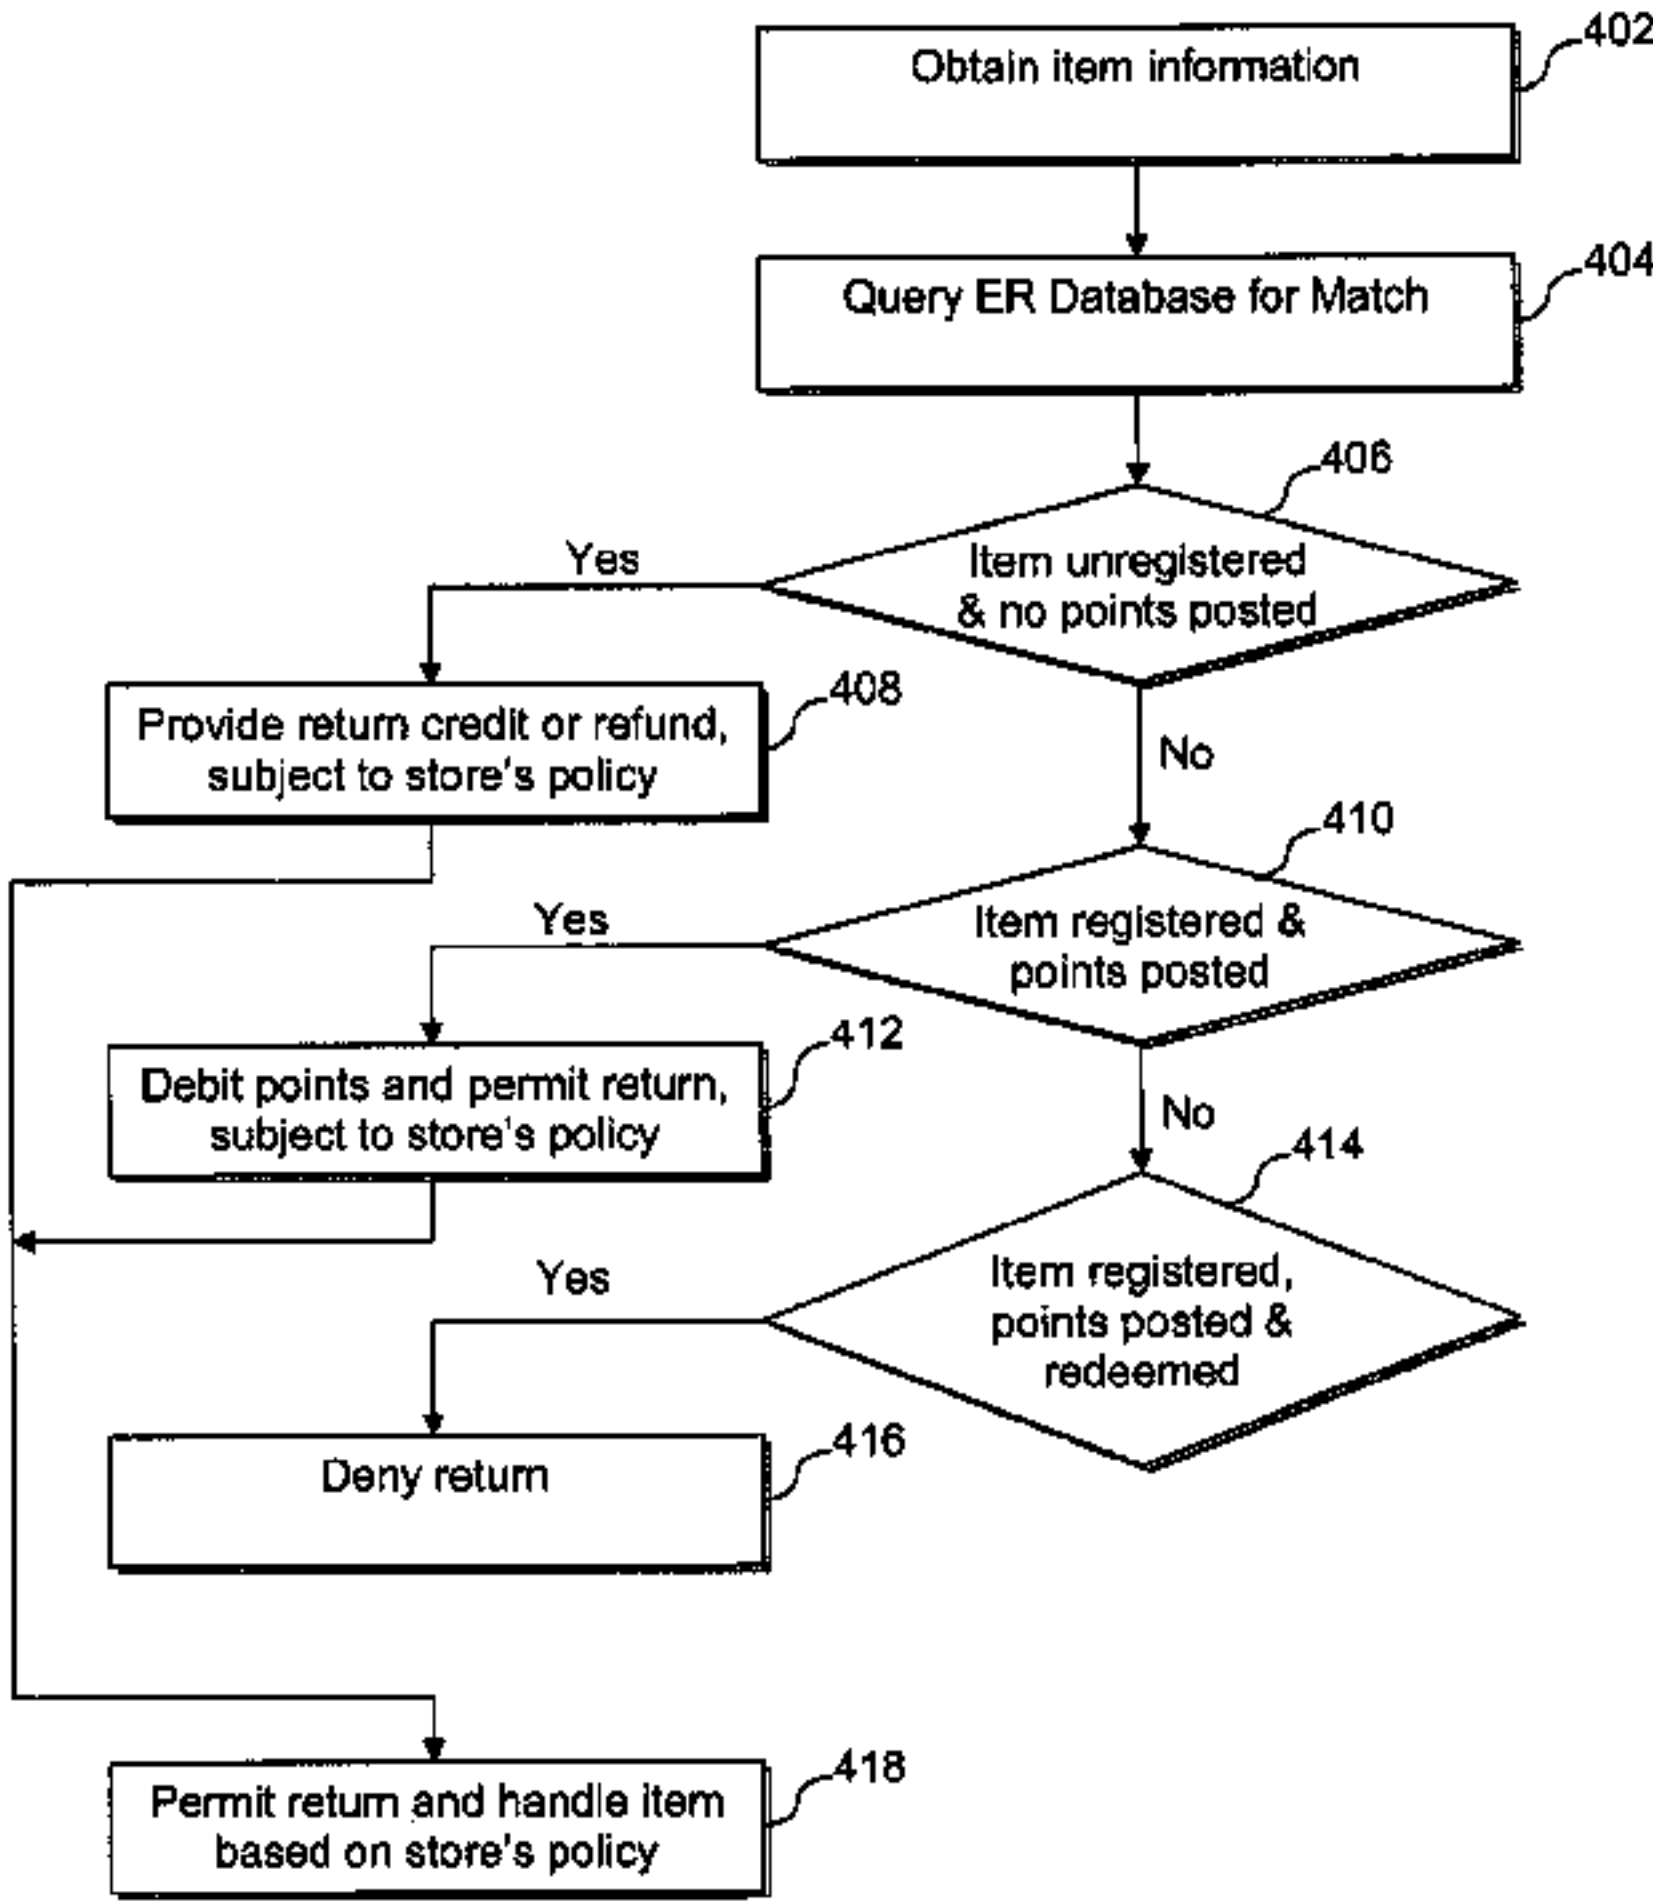 402
Obtain item information
404
Query ER Database for Match
406
Yes
Item unregistered
& no points posted
408
Provide return credit or refund,
subject to store's policy
No
410
Yes
Item registered &
points posted
412
Debit points and permit return,
subject to store's policy
No
414
Yes
Item registered,
points posted &
redeemed
416
Deny return
418
Permit return and handle item
based on store's policy